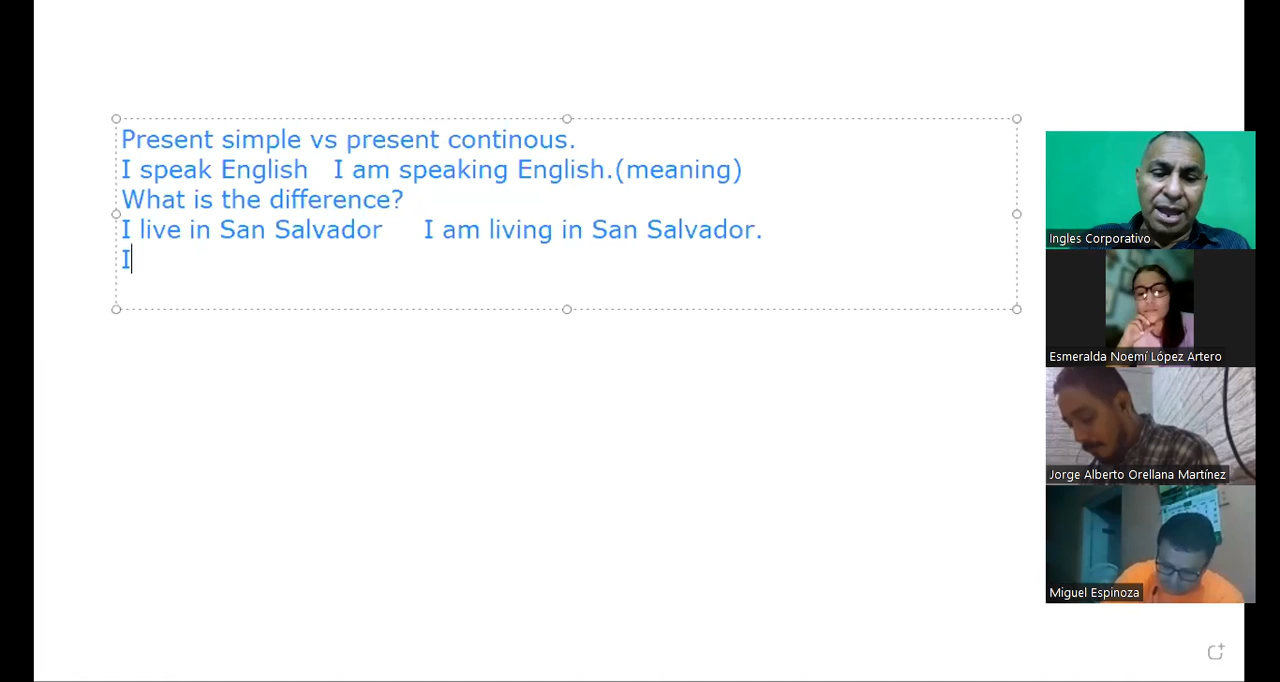 Present simple vs present continous.
I speak English I am speaking English.(meaning)
What is the difference?
I live in San Salvador I am living in San Salvador.
I
Ingles Corporativo
Esmeralda Noemí López Artero
Jorge Alberto Orellana Martínez
Miguel Espinoza